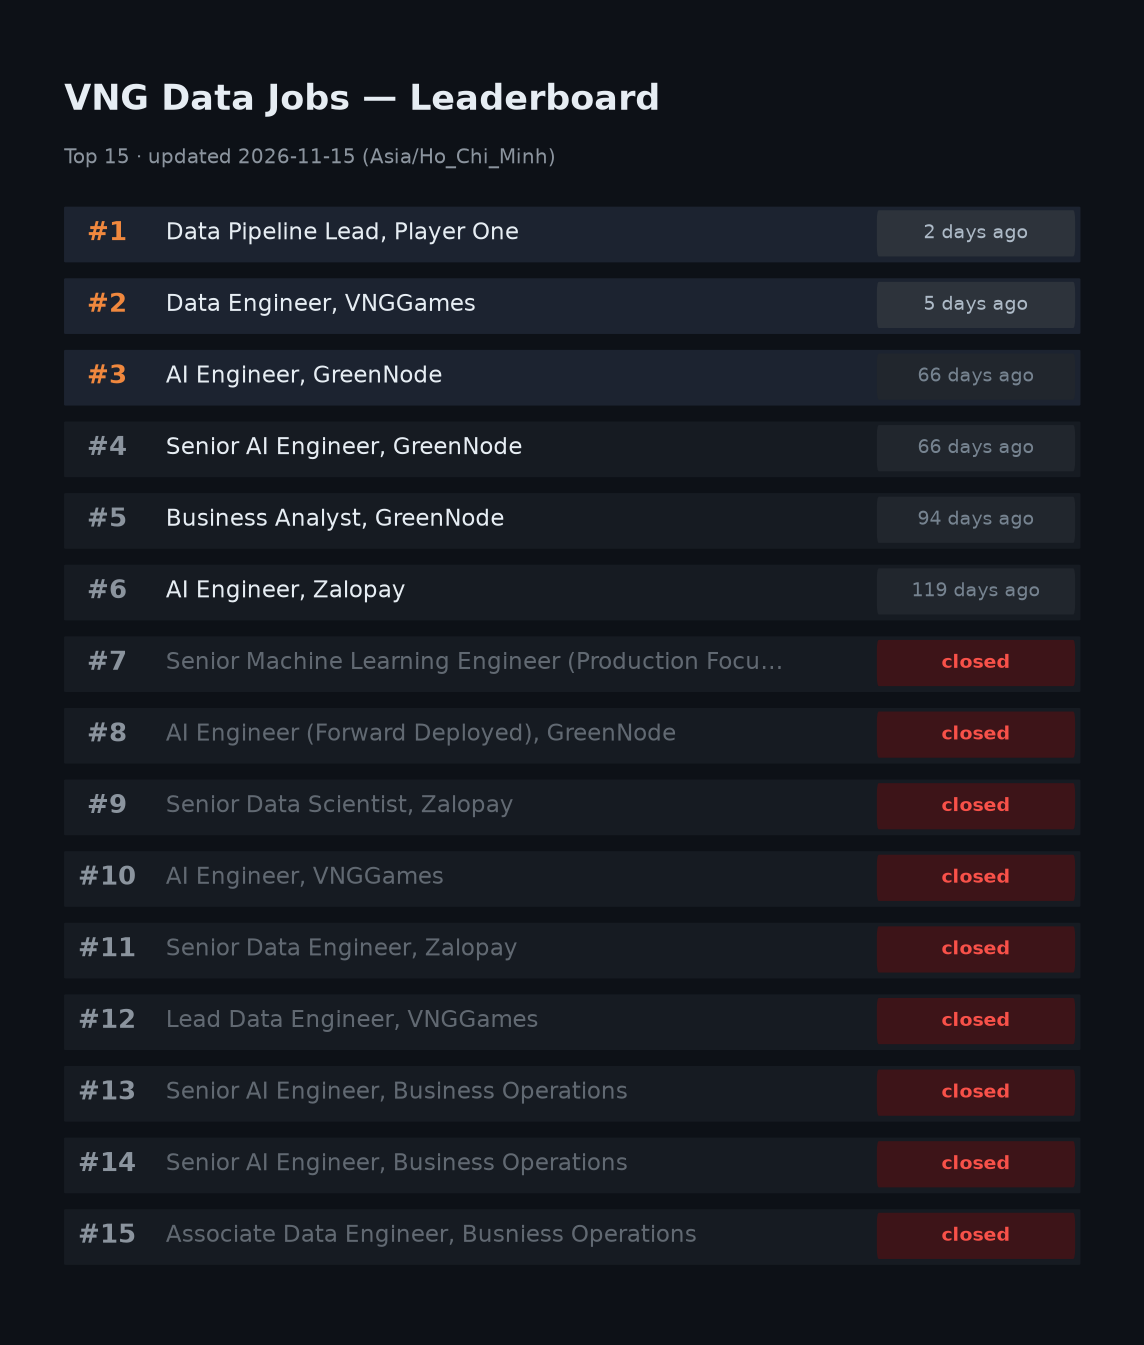 VNG Data Jobs — Leaderboard
Top 15 · updated 2026-11-15 (Asia/Ho_Chi_Minh)
#1 Data Pipeline Lead, Player One 2 days ago
#2 Data Engineer, VNGGames 5 days ago
#3 AI Engineer, GreenNode 66 days ago
#4 Senior AI Engineer, GreenNode 66 days ago
#5 Business Analyst, GreenNode 94 days ago
#6 AI Engineer, Zalopay 119 days ago
#7 Senior Machine Learning Engineer (Production Focu… closed
#8 AI Engineer (Forward Deployed), GreenNode closed
#9 Senior Data Scientist, Zalopay closed
#10 AI Engineer, VNGGames closed
#11 Senior Data Engineer, Zalopay closed
#12 Lead Data Engineer, VNGGames closed
#13 Senior AI Engineer, Business Operations closed
#14 Senior AI Engineer, Business Operations closed
#15 Associate Data Engineer, Busniess Operations closed